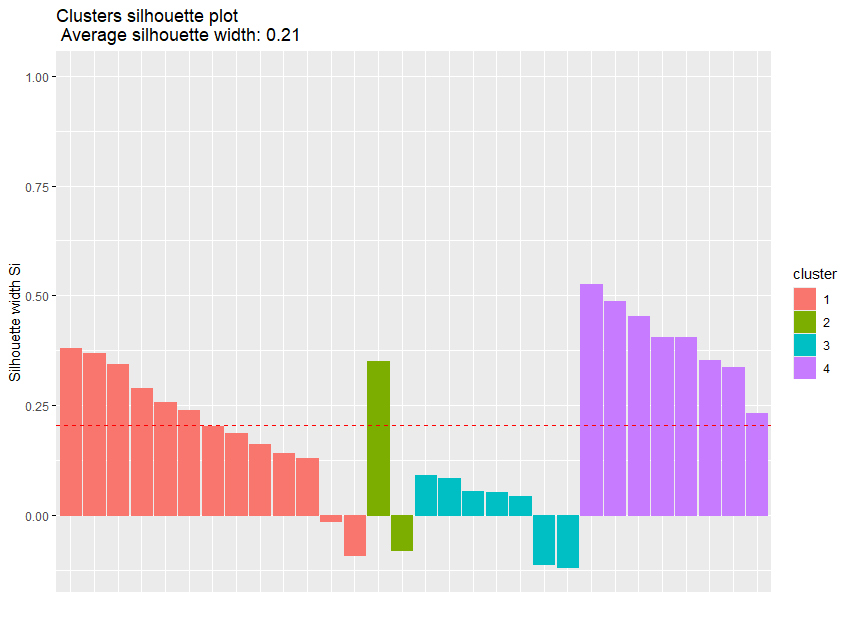 Clusters silhouette plot
Average silhouette width: 0.21
1.00
0.75
0.50
0.25
0.00
Silhouette width Si
cluster
1
2
3
4